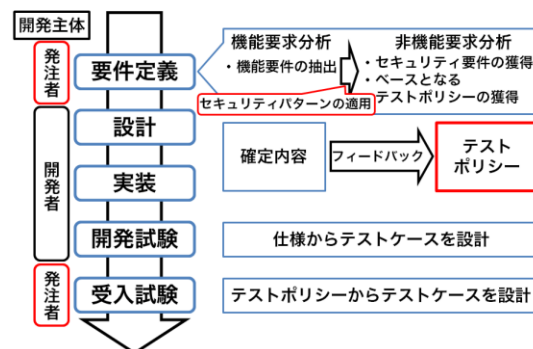 開発主体
発注者
要件定義
機能要求分析
・機能要件の抽出
非機能要求分析
・セキュリティ要件の獲得
・ベースとなる
テストポリシーの獲得
セキュリティパターンの適用
開発者
設計
実装
確定内容
フィードバック
テスト
ポリシー
開発試験
仕様からテストケースを設計
発注者
受入試験
テストポリシーからテストケースを設計